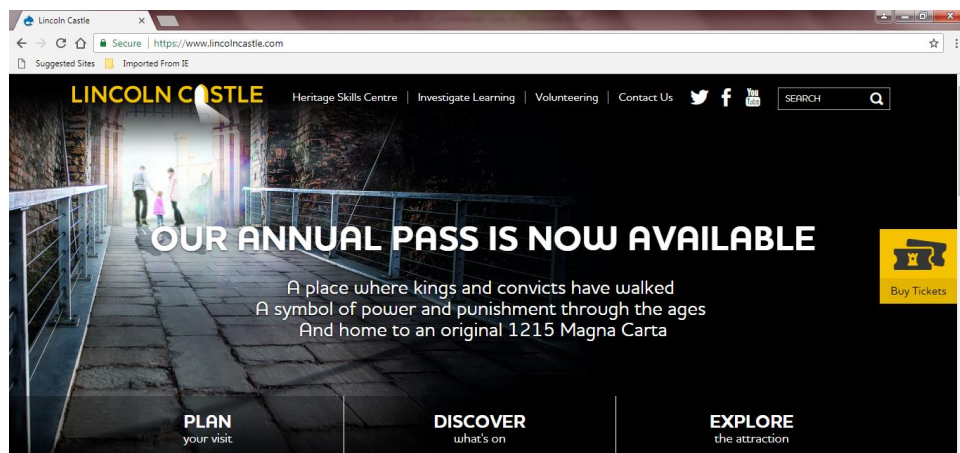 Lincoln Castle
Secure | https://www.lincolncastle.com
Suggested Sites Imported From IE
LINCOLN CASTLE
Heritage Skills Centre | Investigate Learning | Volunteering | Contact Us
You Tube
SEARCH
OUR ANNUAL PASS IS NOW AVAILABLE
A place where kings and convicts have walked
A symbol of power and punishment through the ages
And home to an original 1215 Magna Carta
Buy Tickets
PLAN
your visit
DISCOVER
what's on
EXPLORE
the attraction